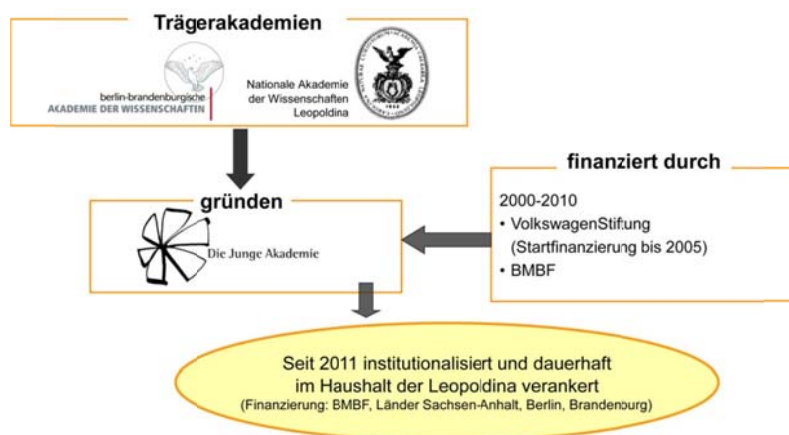 Trägerakademien
berlin-brandenburgische
AKADEMIE DER WISSENSCHAFTEN
Nationale Akademie
der Wissenschaften
Leopoldina
gründen
Die Junge Akademie
finanziert durch
2000-2010
• VolkswagenStiftung
(Startfinanzierung bis 2005)
• BMBF
Seit 2011 institutionalisiert und dauerhaft
im Haushalt der Leopoldina verankert
(Finanzierung: BMBF, Länder Sachsen-Anhalt, Berlin, Brandenburg)